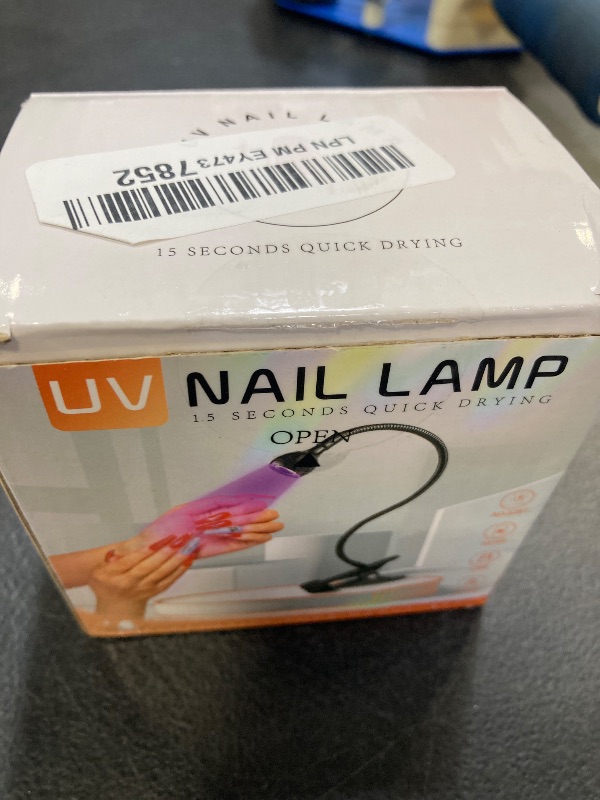 LPN PM EY4737852
15 SECONDS QUICK DRYING
UV NAIL LAMP
15 SECONDS QUICK DRYING
OPEN